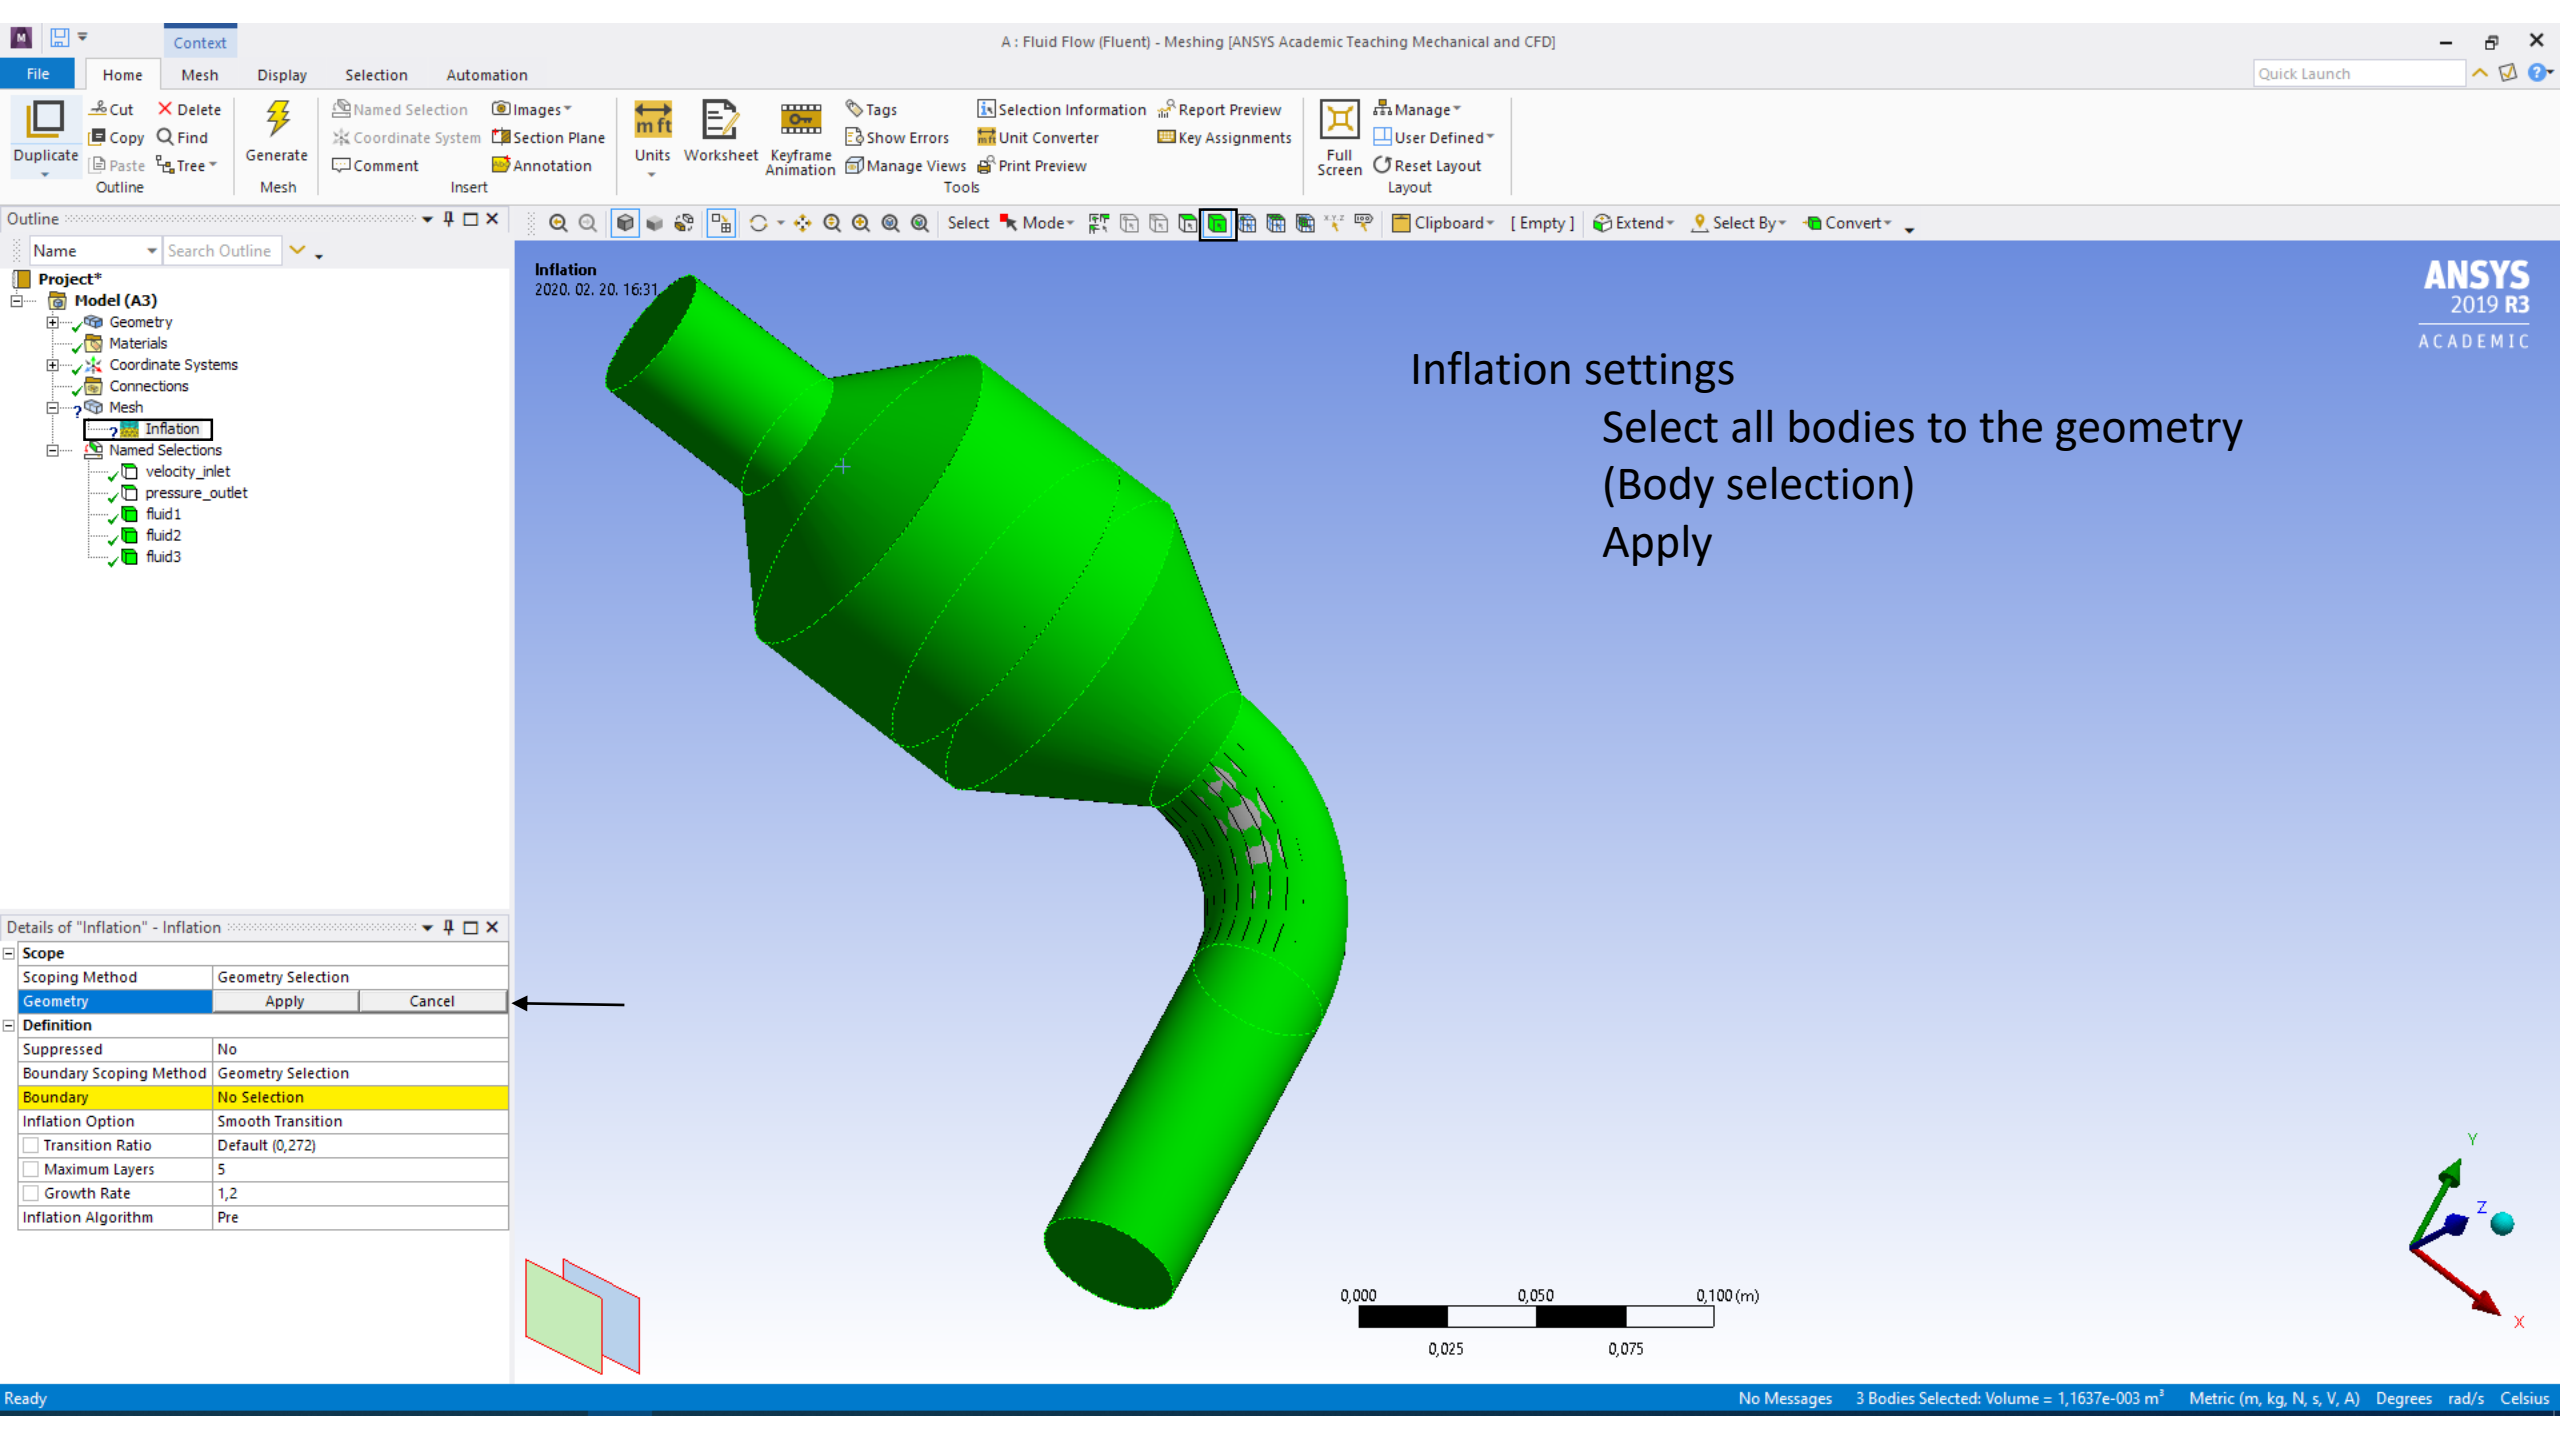 Context
A : Fluid Flow (Fluent) - Meshing [ANSYS Academic Teaching Mechanical and CFD]
File Home Mesh Display Selection Automation
Quick Launch
Duplicate
Cut Delete
Copy Find
Paste Tree
Outline
Generate
Mesh
Named Selection Images
Coordinate System Section Plane
Comment Annotation
Insert
Units Worksheet Keyframe Animation
Tags Selection Information Report Preview
Show Errors Unit Converter Key Assignments
Manage Views Print Preview
Tools
Full Screen
Manage
User Defined
Reset Layout
Layout
Outline
Select Mode Clipboard [ Empty ] Extend Select By Convert
Name Search Outline
Project*
Model (A3)
Geometry
Materials
Coordinate Systems
Connections
Mesh
Inflation
Named Selections
velocity_inlet
pressure_outlet
fluid1
fluid2
fluid3
Inflation
2020. 02. 20. 16:31
ANSYS
2019 R3
ACADEMIC
Inflation settings
Select all bodies to the geometry
(Body selection)
Apply
Details of "Inflation" - Inflation
Scope
Scoping Method Geometry Selection
Geometry Apply Cancel
Definition
Suppressed No
Boundary Scoping Method Geometry Selection
Boundary No Selection
Inflation Option Smooth Transition
Transition Ratio Default (0,272)
Maximum Layers 5
Growth Rate 1,2
Inflation Algorithm Pre
0,000 0,050 0,100 (m)
0,025 0,075
Y
Z
X
Ready
No Messages 3 Bodies Selected: Volume = 1,1637e-003 m³ Metric (m, kg, N, s, V, A) Degrees rad/s Celsius